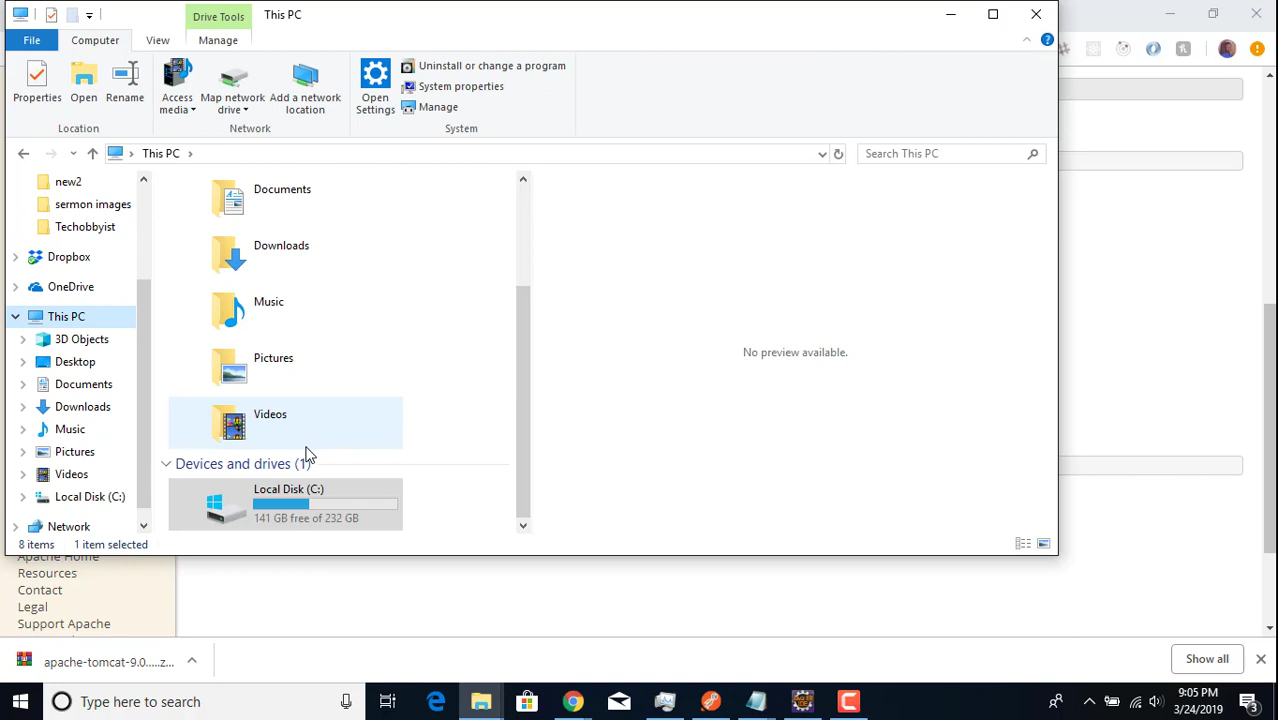 Drive Tools
This PC
File
Computer
View
Manage
Properties
Open
Rename
Access media
Map network drive
Add a network location
Open Settings
Uninstall or change a program
System properties
Manage
Location
Network
System
This PC
Search This PC
new2
sermon images
Techobbyist
Dropbox
OneDrive
This PC
3D Objects
Desktop
Documents
Downloads
Music
Pictures
Videos
Local Disk (C:)
Network
Documents
Downloads
Music
Pictures
Videos
Devices and drives (1)
Local Disk (C:)
141 GB free of 232 GB
No preview available.
8 items
1 item selected
Apache Home
Resources
Contact
Legal
Support Apache
apache-tomcat-9.0.....z...
Show all
Type here to search
9:05 PM
3/24/2019
3